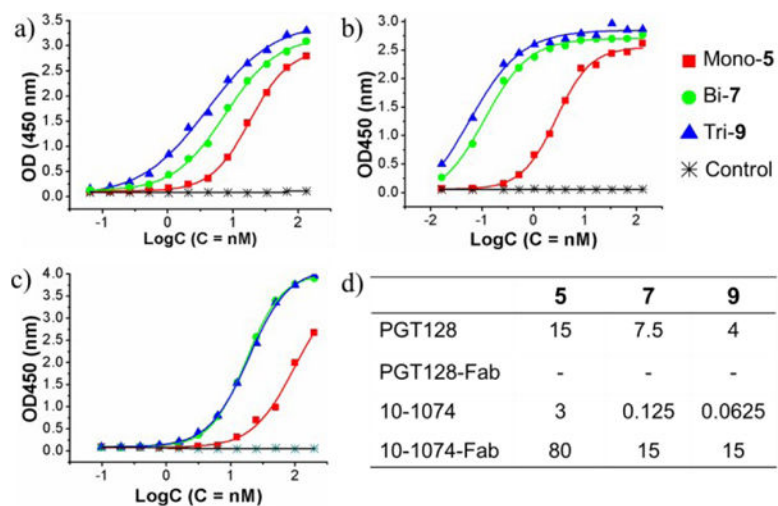 a)
3.5
3.0
2.5
2.0
1.5
1.0
0.5
0.0
OD (450 nm)
-1 0 1 2
LogC (C = nM)
b)
3.0
2.5
2.0
1.5
1.0
0.5
0.0
OD450 (nm)
-2 -1 0 1 2
LogC (C = nM)
Mono-5
Bi-7
Tri-9
Control
c)
4.0
3.5
3.0
2.5
2.0
1.5
1.0
0.5
0.0
OD450 (nm)
-1 0 1 2
LogC (C = nM)
d)
5 7 9
PGT128 15 7.5 4
PGT128-Fab - - -
10-1074 3 0.125 0.0625
10-1074-Fab 80 15 15